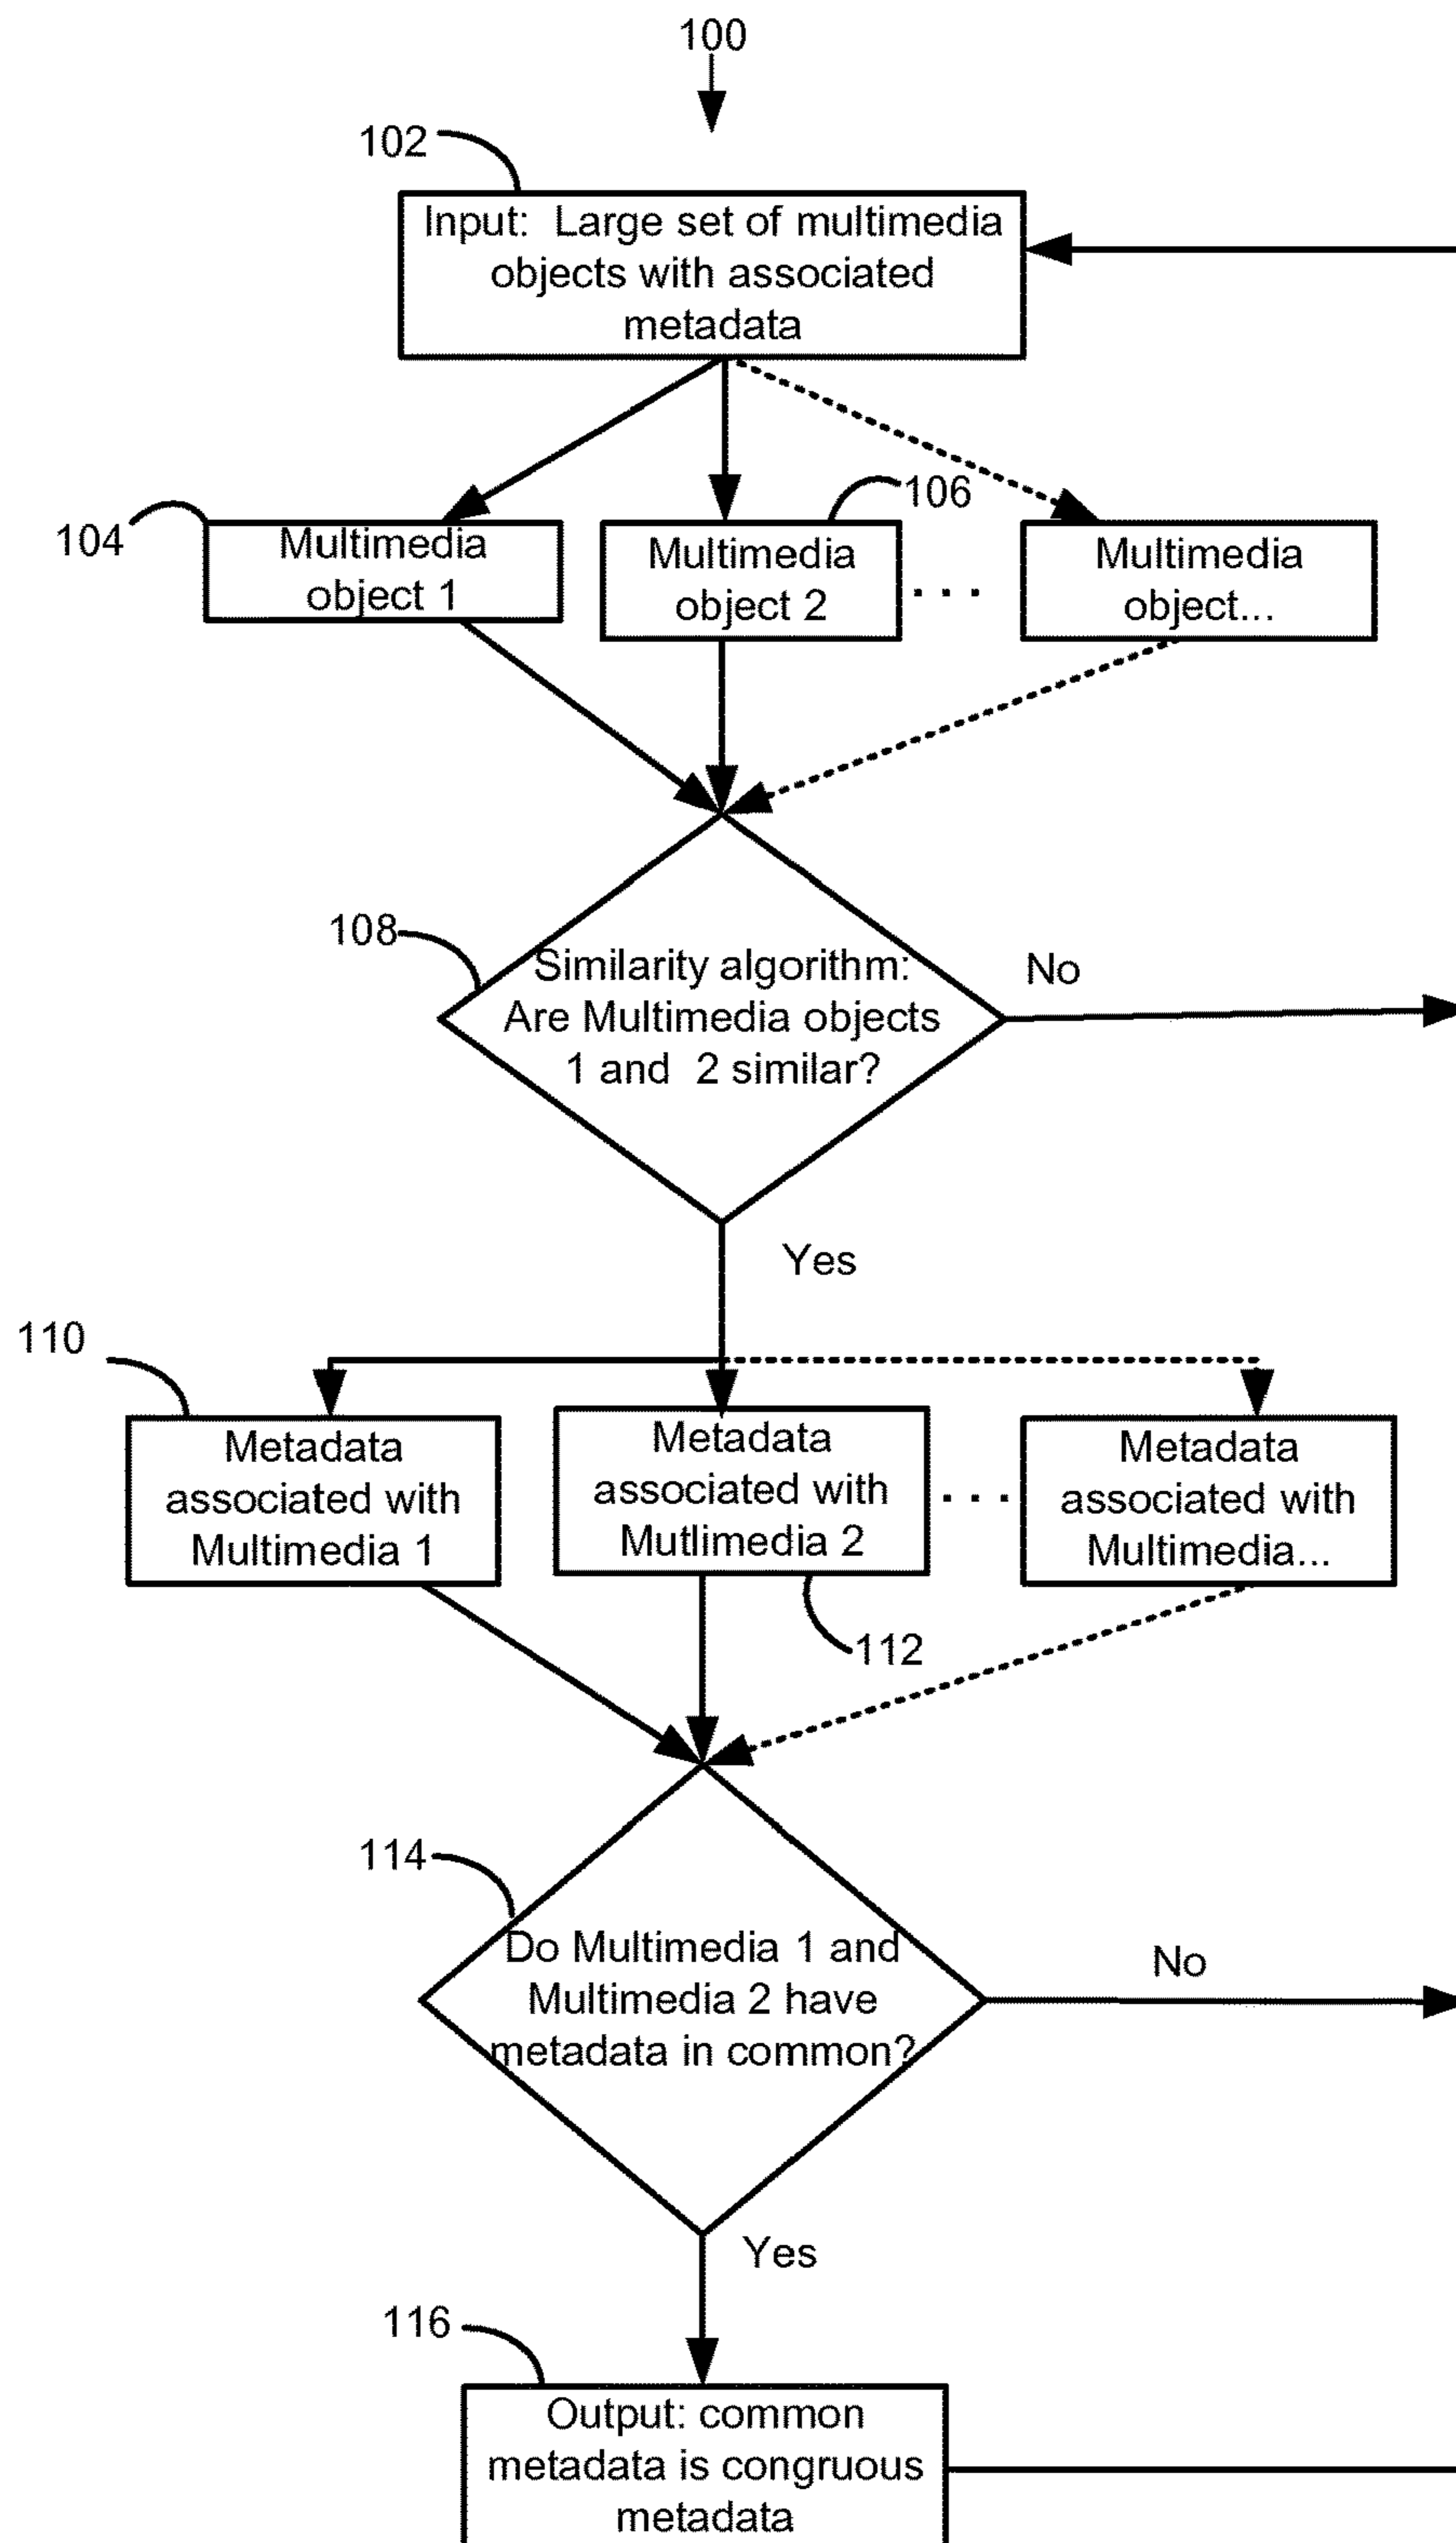 100
102
Input:  Large set of multimedia
objects with associated
metadata
104
Multimedia
object 1
106
Multimedia
object 2
. . .
Multimedia
object...
108
Similarity algorithm:
Are Multimedia objects
1 and  2 similar?
No
Yes
110
Metadata
associated with
Multimedia 1
Metadata
associated with
Mutlimedia 2
112
. . .
Metadata
associated with
Multimedia...
114
Do Multimedia 1 and
Multimedia 2 have
metadata in common?
No
Yes
116
Output: common
metadata is congruous
metadata